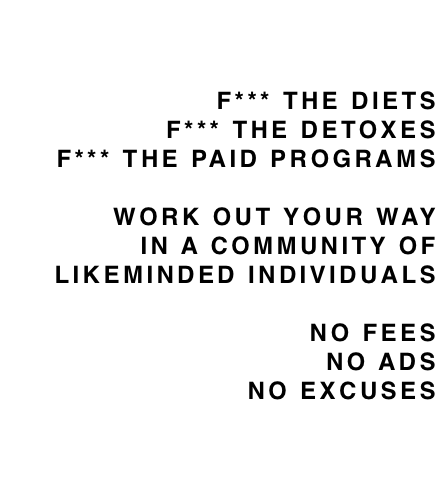 F*** THE DIETS
F*** THE DETOXES
F*** THE PAID PROGRAMS
WORK OUT YOUR WAY
IN A COMMUNITY OF
LIKEMINDED INDIVIDUALS
NO FEES
NO ADS
NO EXCUSES